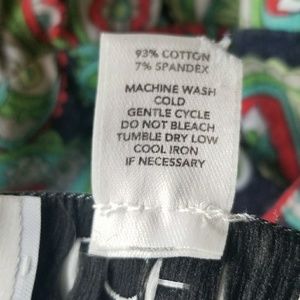 93% COTTON
7% SPANDEX
MACHINE WASH
COLD
GENTLE CYCLE
DO NOT BLEACH
TUMBLE DRY LOW
COOL IRON
IF NECESSARY